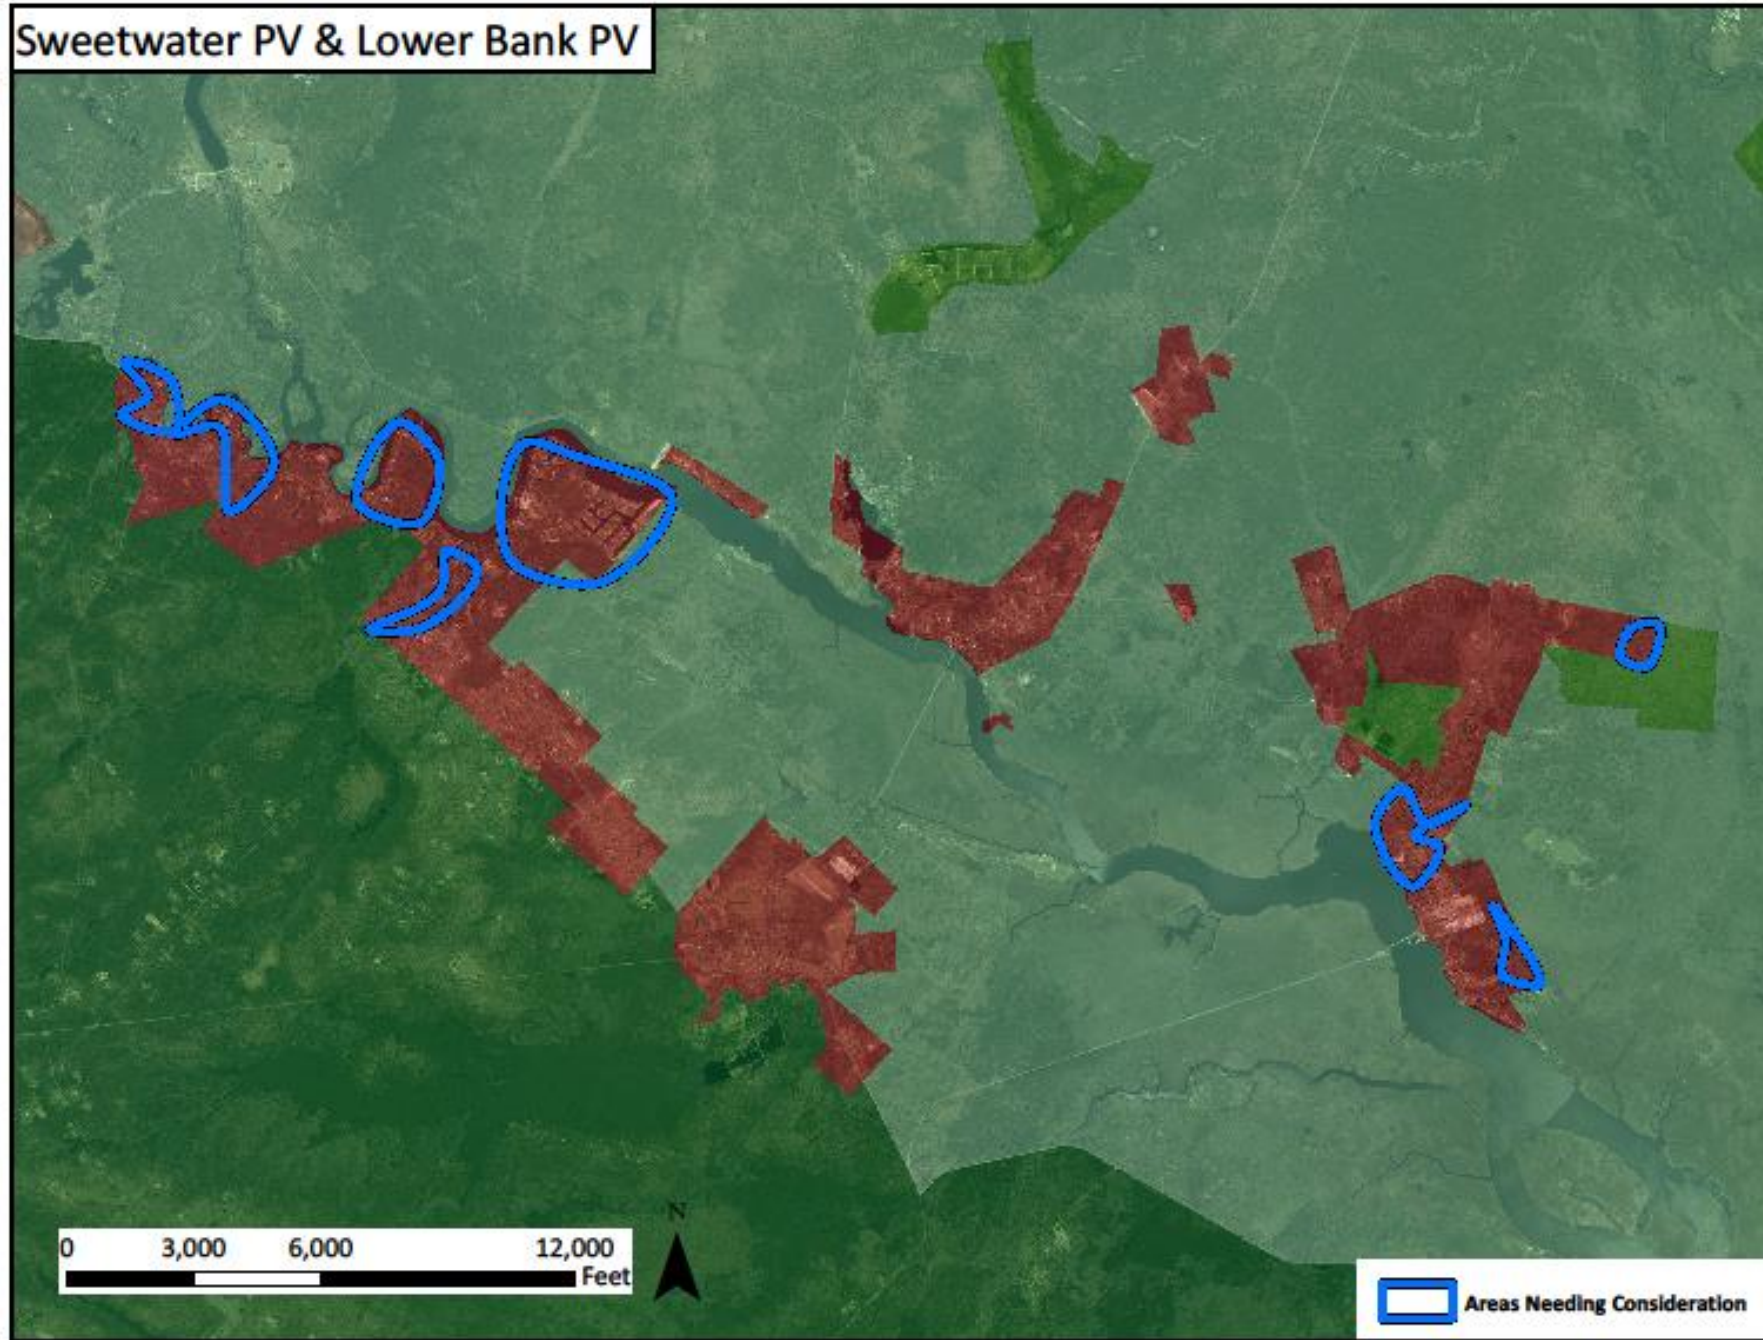 Sweetwater PV & Lower Bank PV
N
0 3,000 6,000 12,000
Feet
Areas Needing Consideration